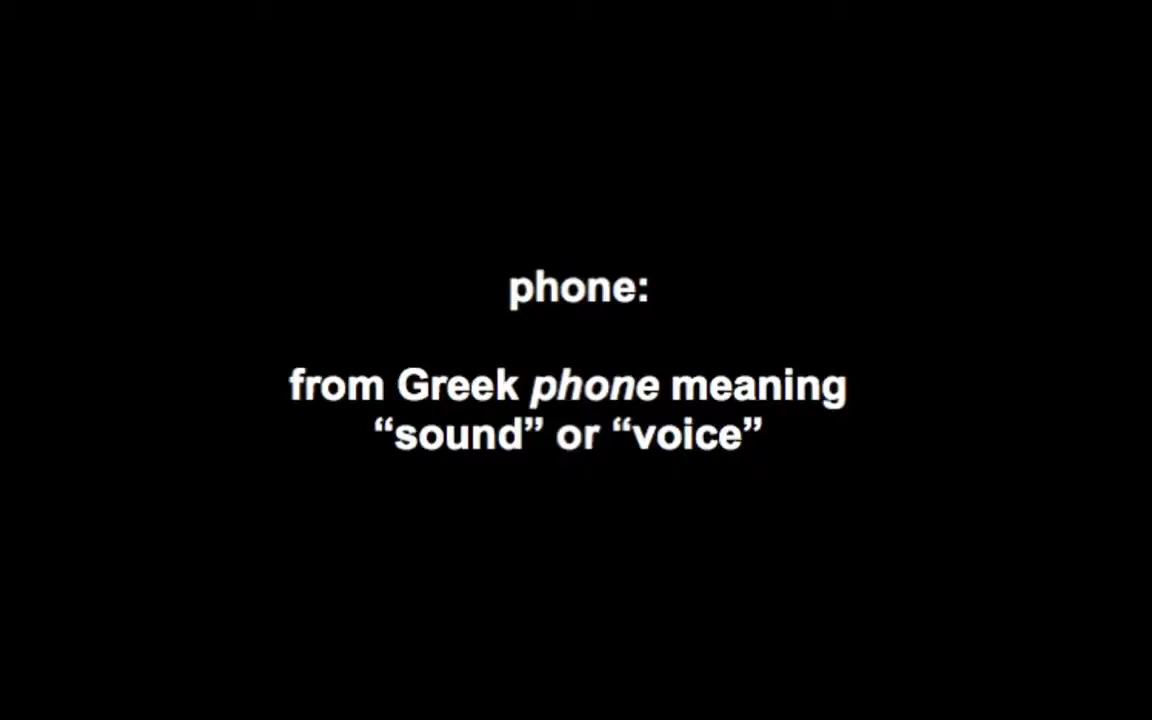 phone:
from Greek phone meaning
“sound” or “voice”